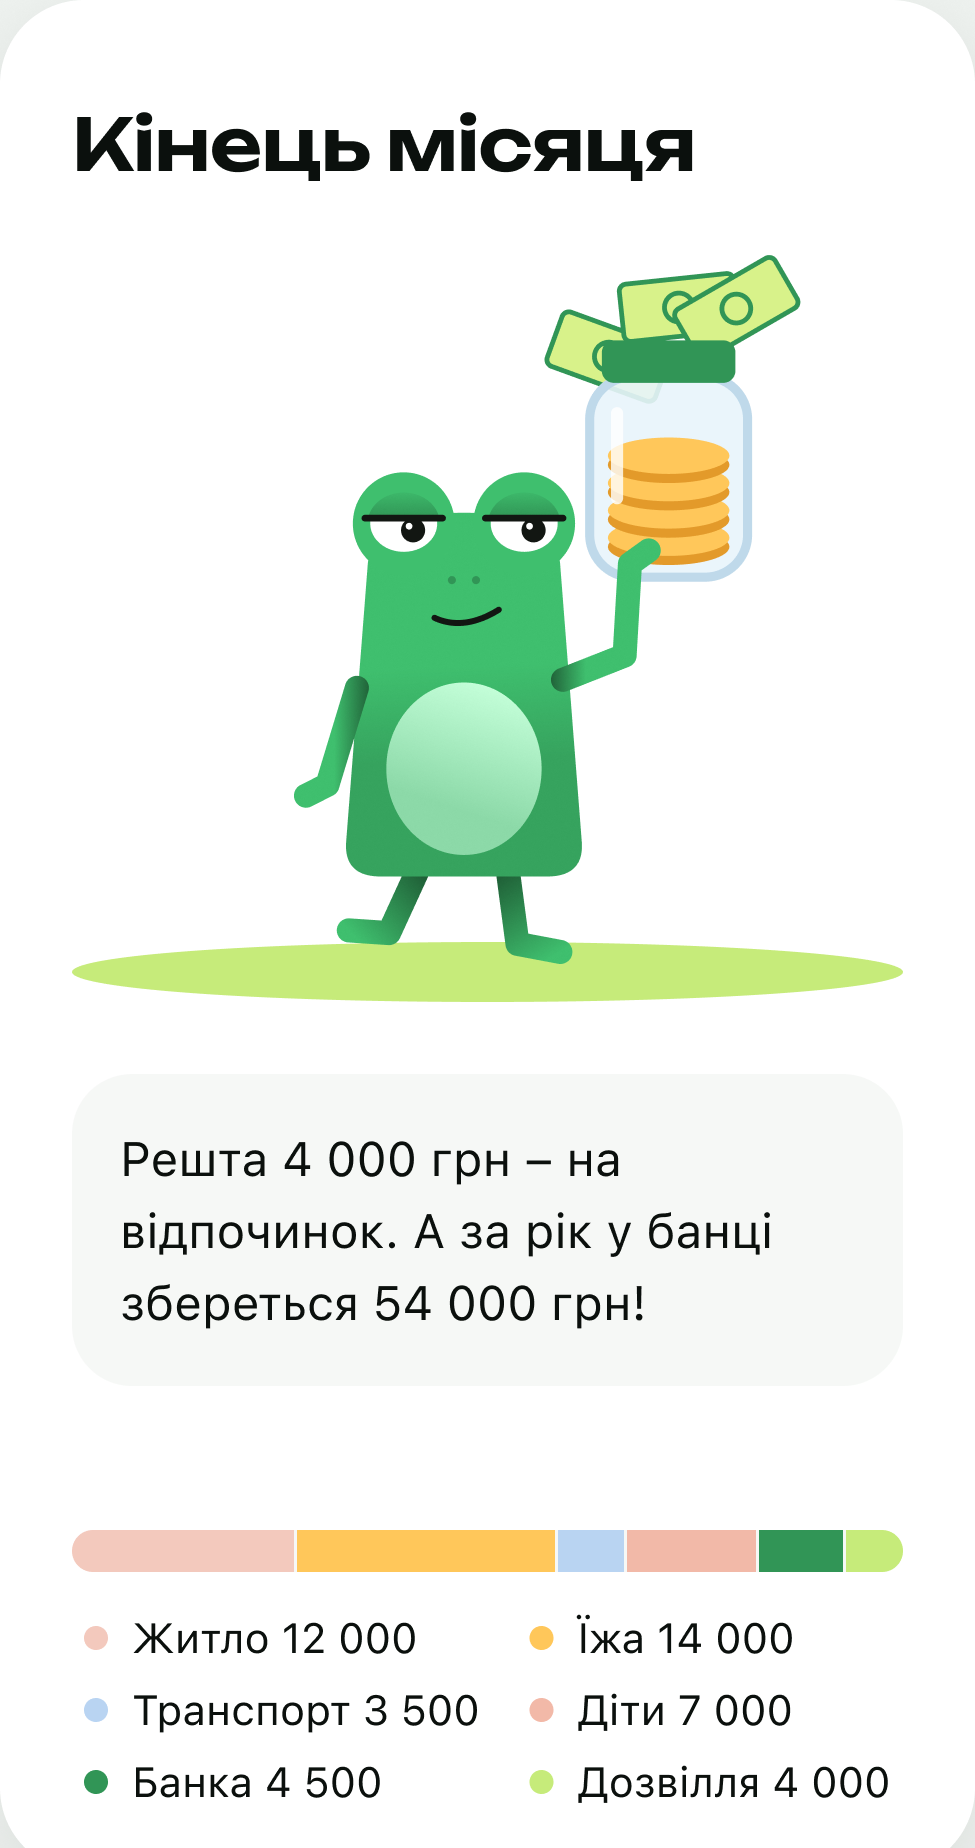 Кінець місяця
Решта 4 000 грн – на
відпочинок. А за рік у банці
збереться 54 000 грн!
Житло 12 000
Їжа 14 000
Транспорт 3 500
Діти 7 000
Банка 4 500
Дозвілля 4 000